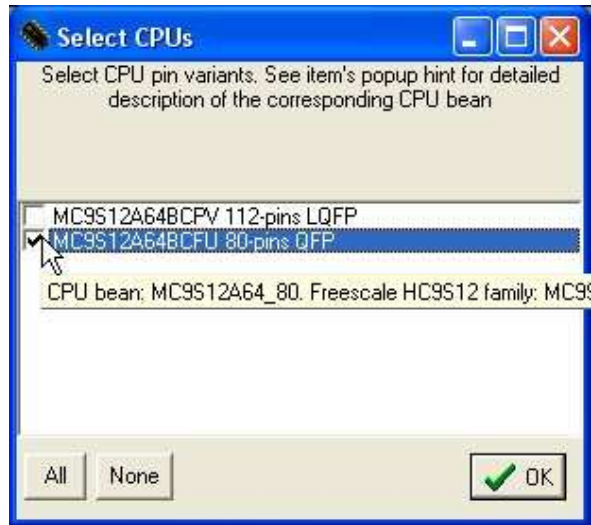 Select CPUs
Select CPU pin variants. See item's popup hint for detailed
description of the corresponding CPU bean
MC9S12A64BCPV 112-pins LQFP
MC9S12A64BCFU 80-pins QFP
CPU bean: MC9S12A64_80. Freescale HC9S12 family: MC9S
All
None
OK